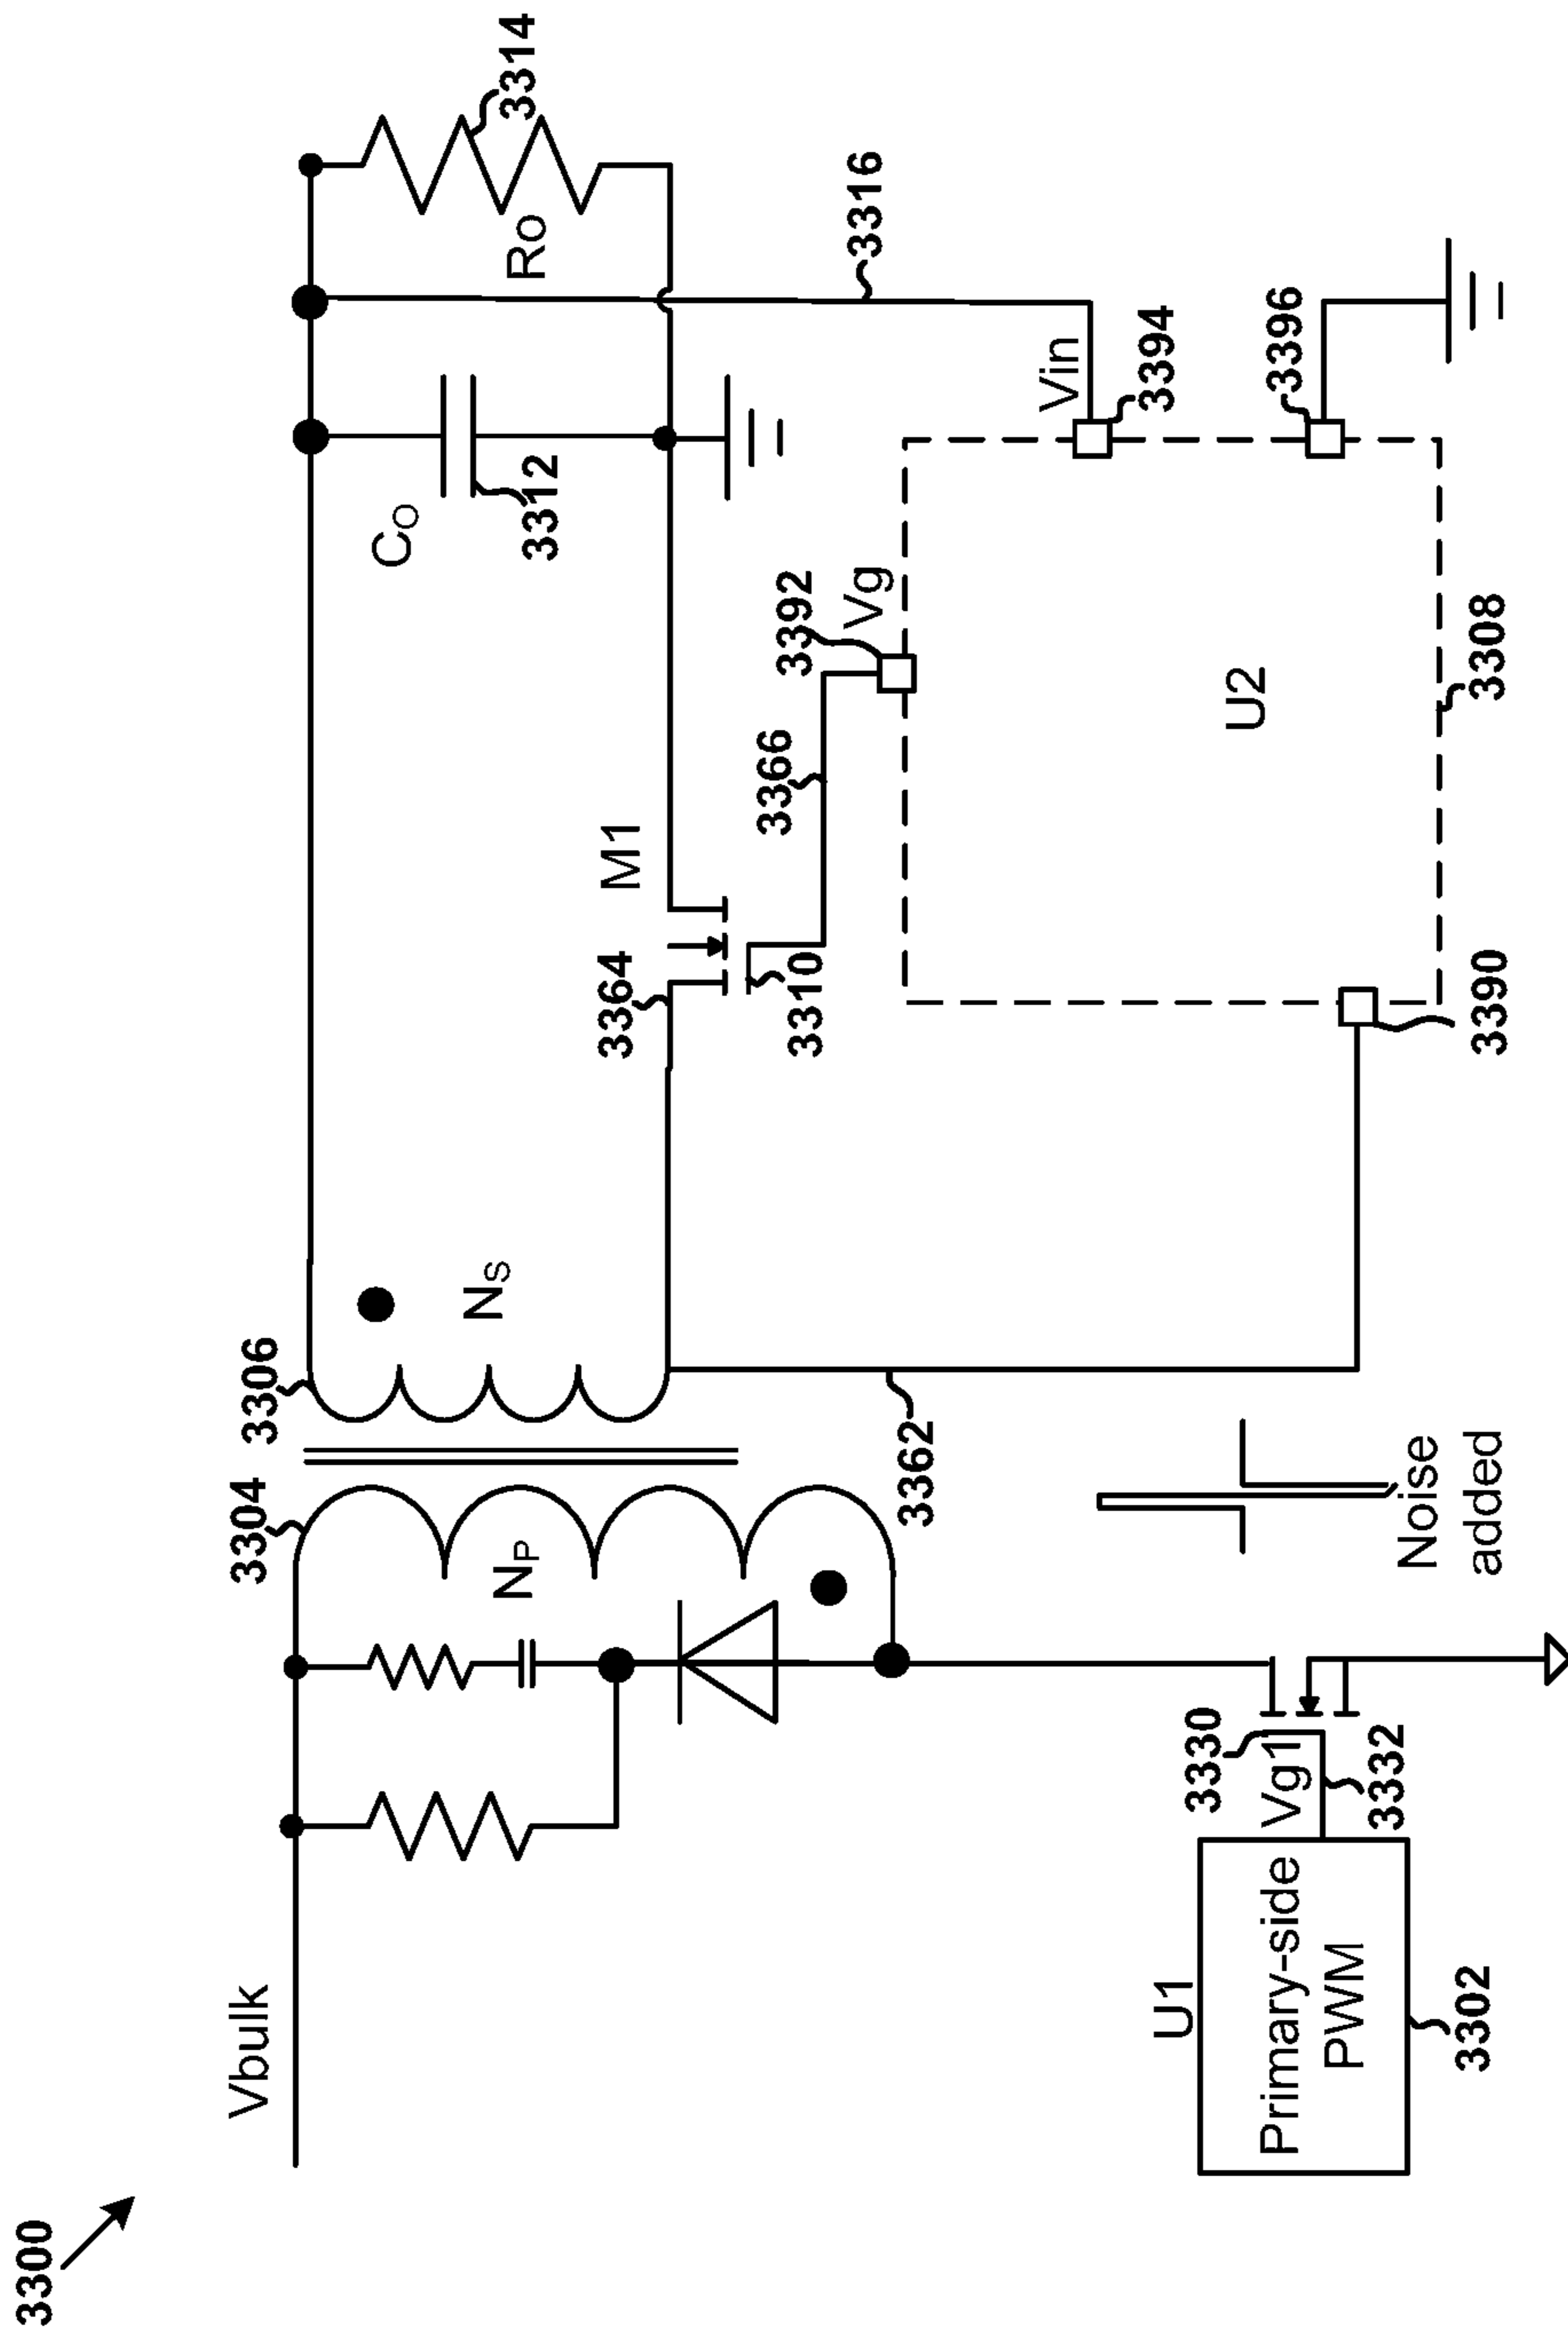 3300
Vbulk
3304
3306
NP
NS
CO
3312
Ro
3314
3316
M1
3364
3310
3366
3392
Vg
Vin
3394
3396
U2
3308
3390
3362
Noise
added
3330
Vg1
3332
U1
Primary-side
PWM
3302